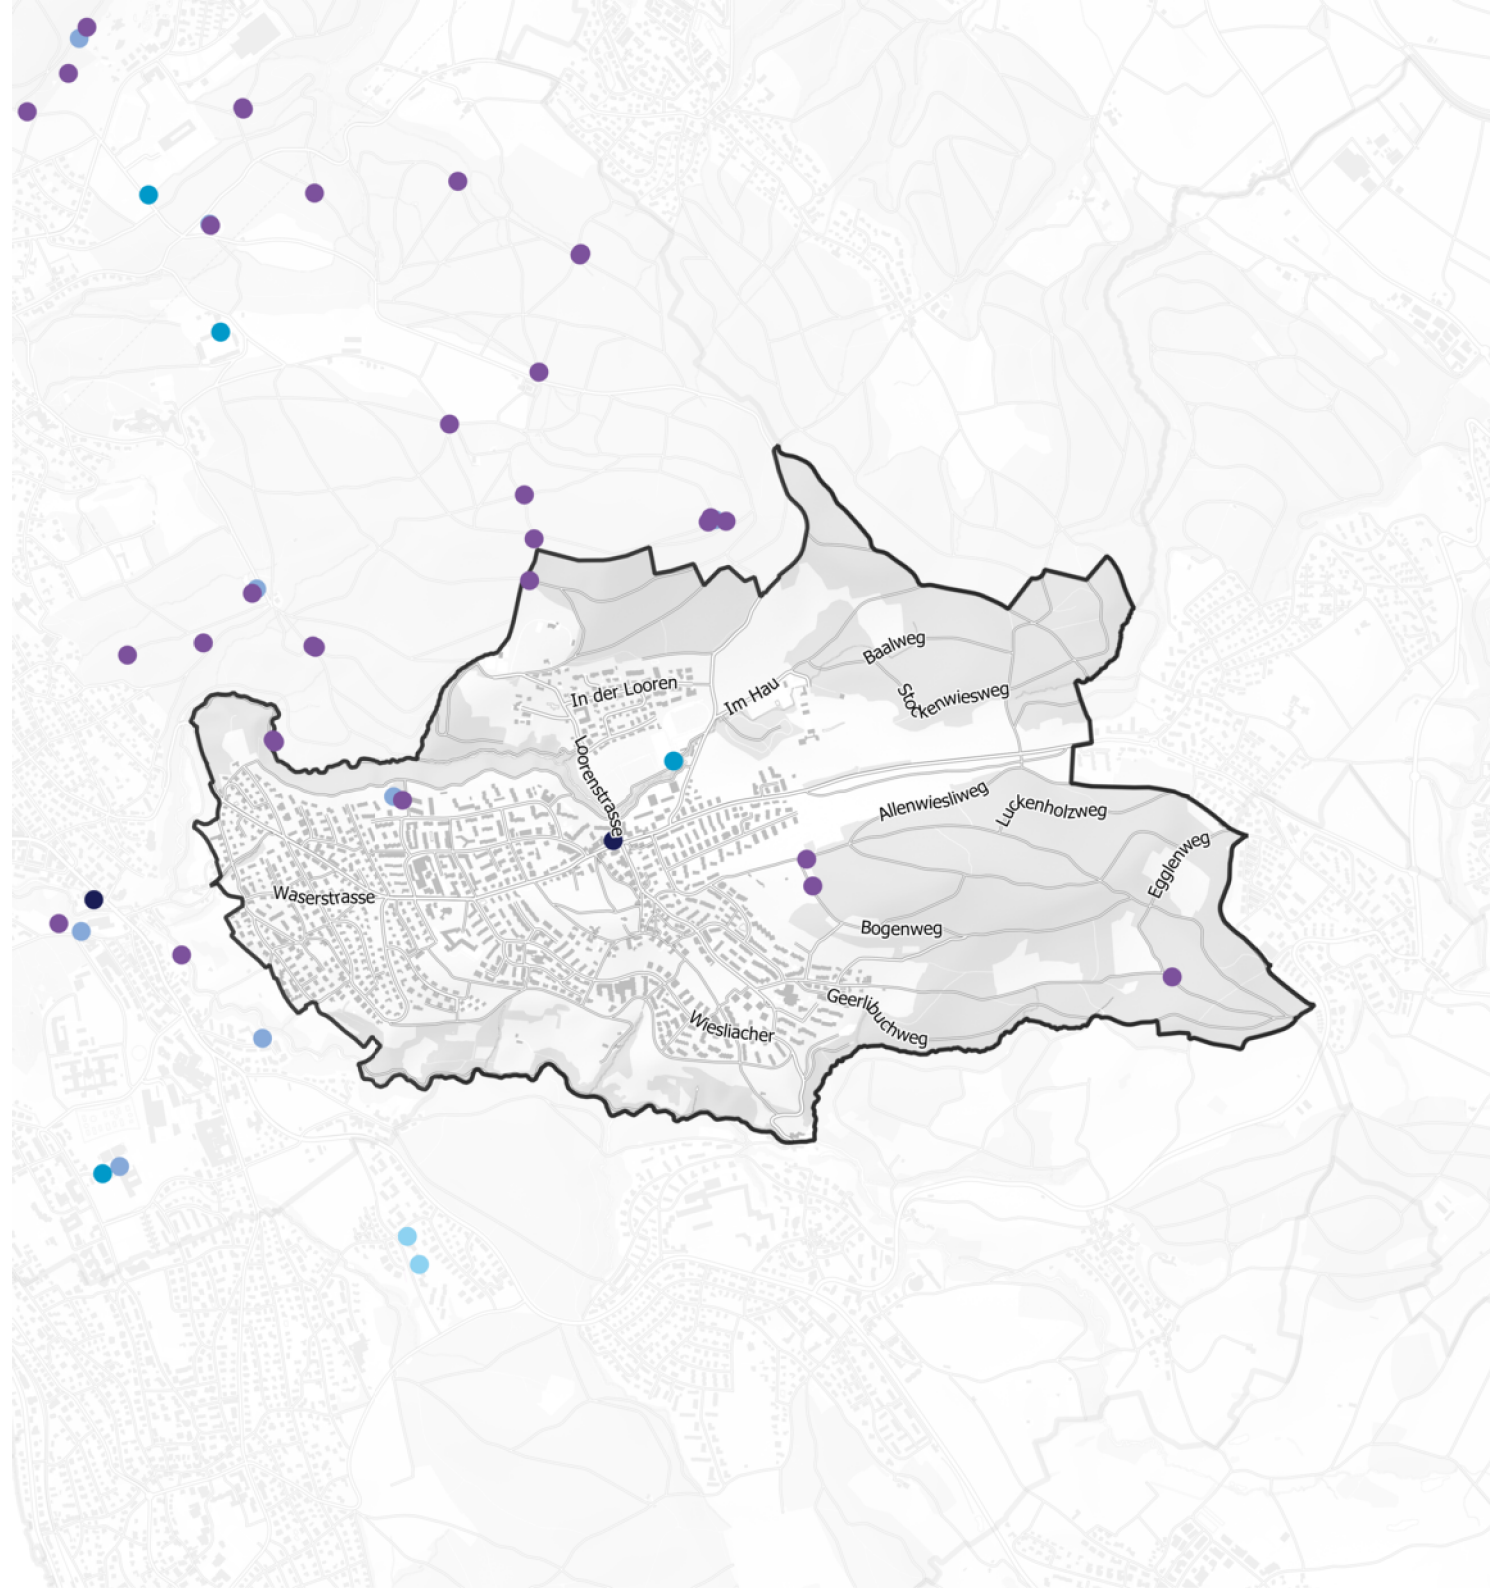 Baalweg
In der Looren
Im Hau
Stockenwiesweg
Loorenstrasse
Allenwiesliweg
Luckenholzweg
Egglenweg
Waserstrasse
Bogenweg
Geerlibuchweg
Wiesliacher